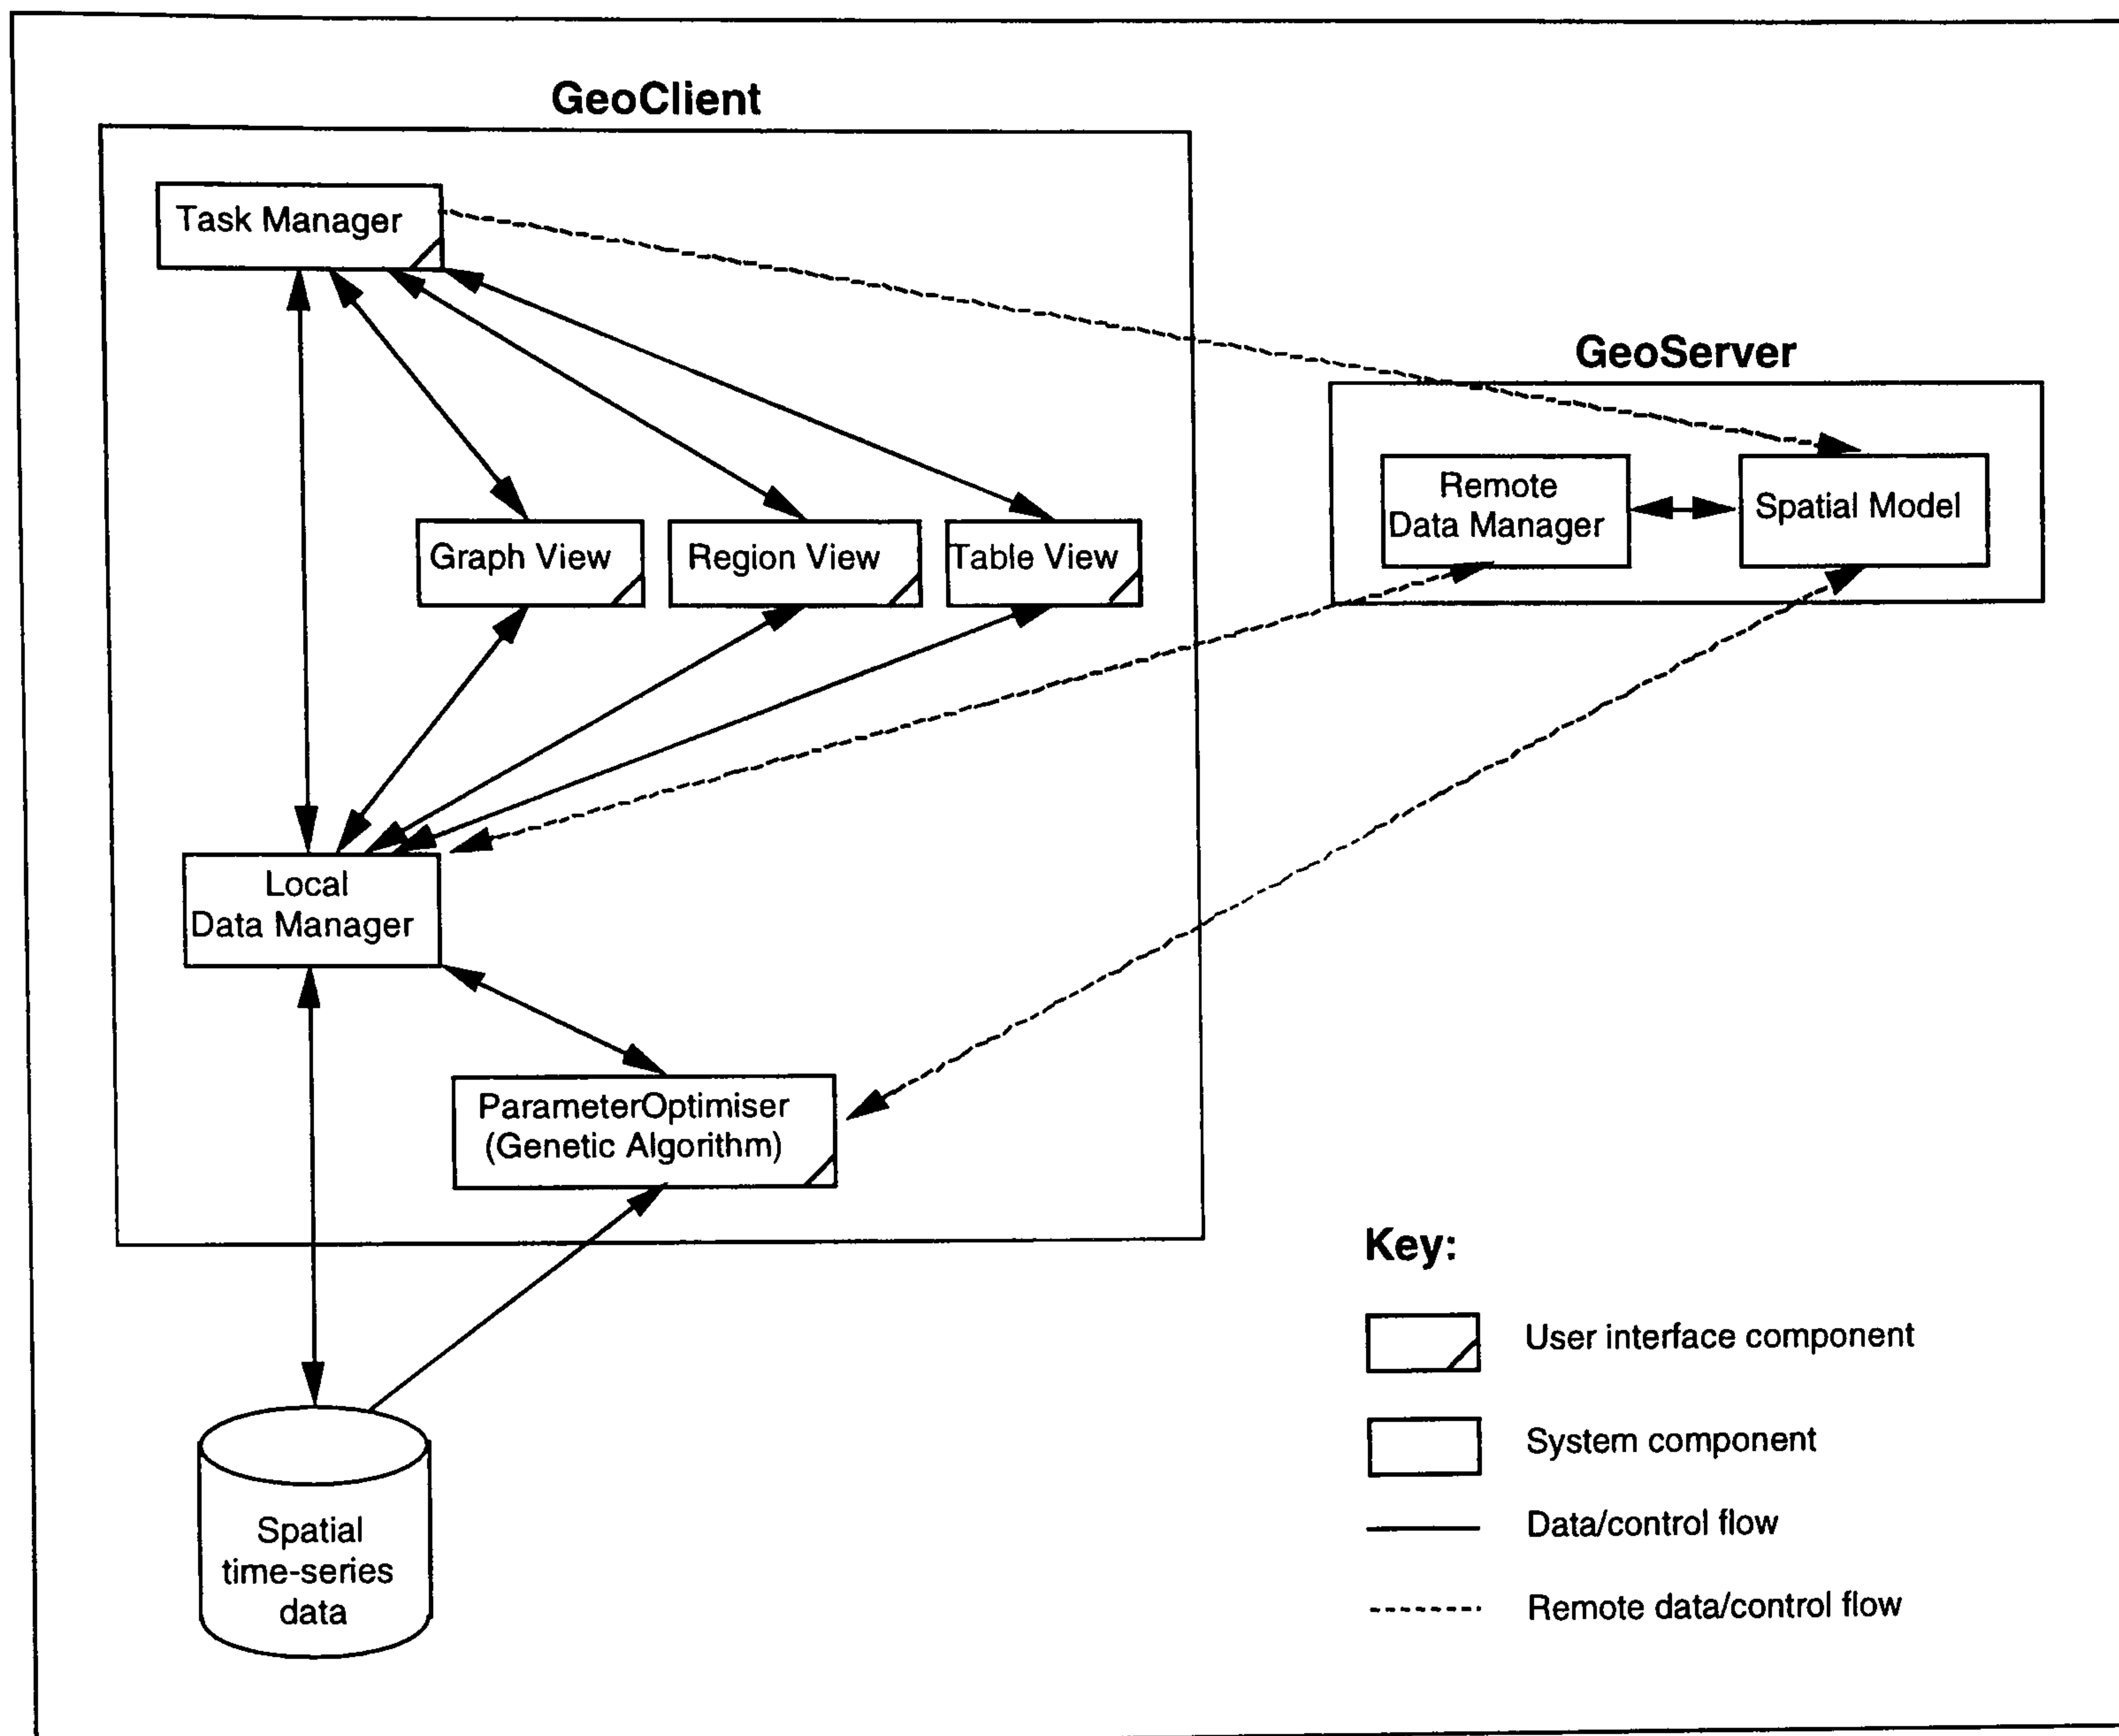 GeoClient
Task Manager
GeoServer
Remote
Data Manager
Spatial Model
Graph View
Region View
Table View
Local
Data Manager
ParameterOptimiser
(Genetic Algorithm)
Spatial
time-series
data
Key:
User interface component
System component
Data/control flow
Remote data/control flow